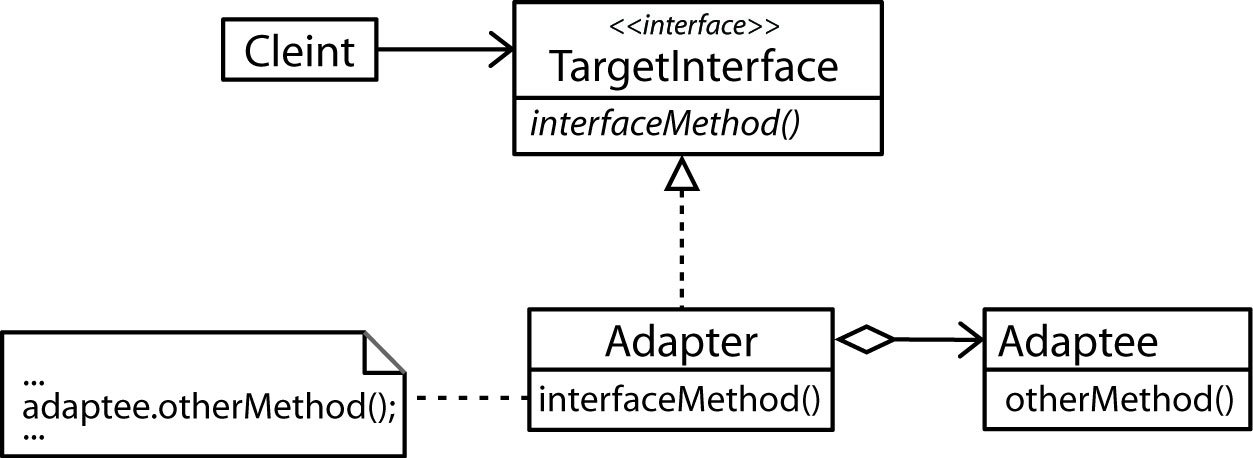 Cleint
<<interface>>
TargetInterface
interfaceMethod()
...
adaptee.otherMethod();
...
Adapter
interfaceMethod()
Adaptee
otherMethod()